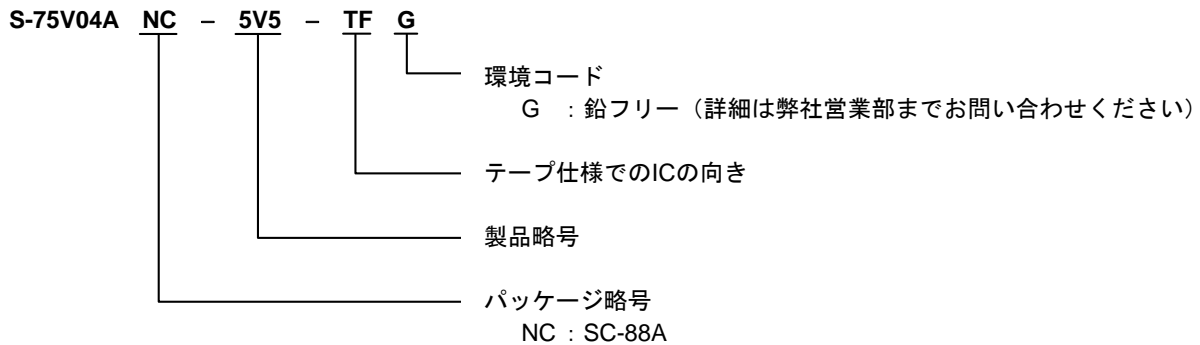 S-75V04A NC － 5V5 － TF G
環境コード
G ：鉛フリー（詳細は弊社営業部までお問い合わせください）
テープ仕様でのICの向き
製品略号
パッケージ略号
NC：SC-88A